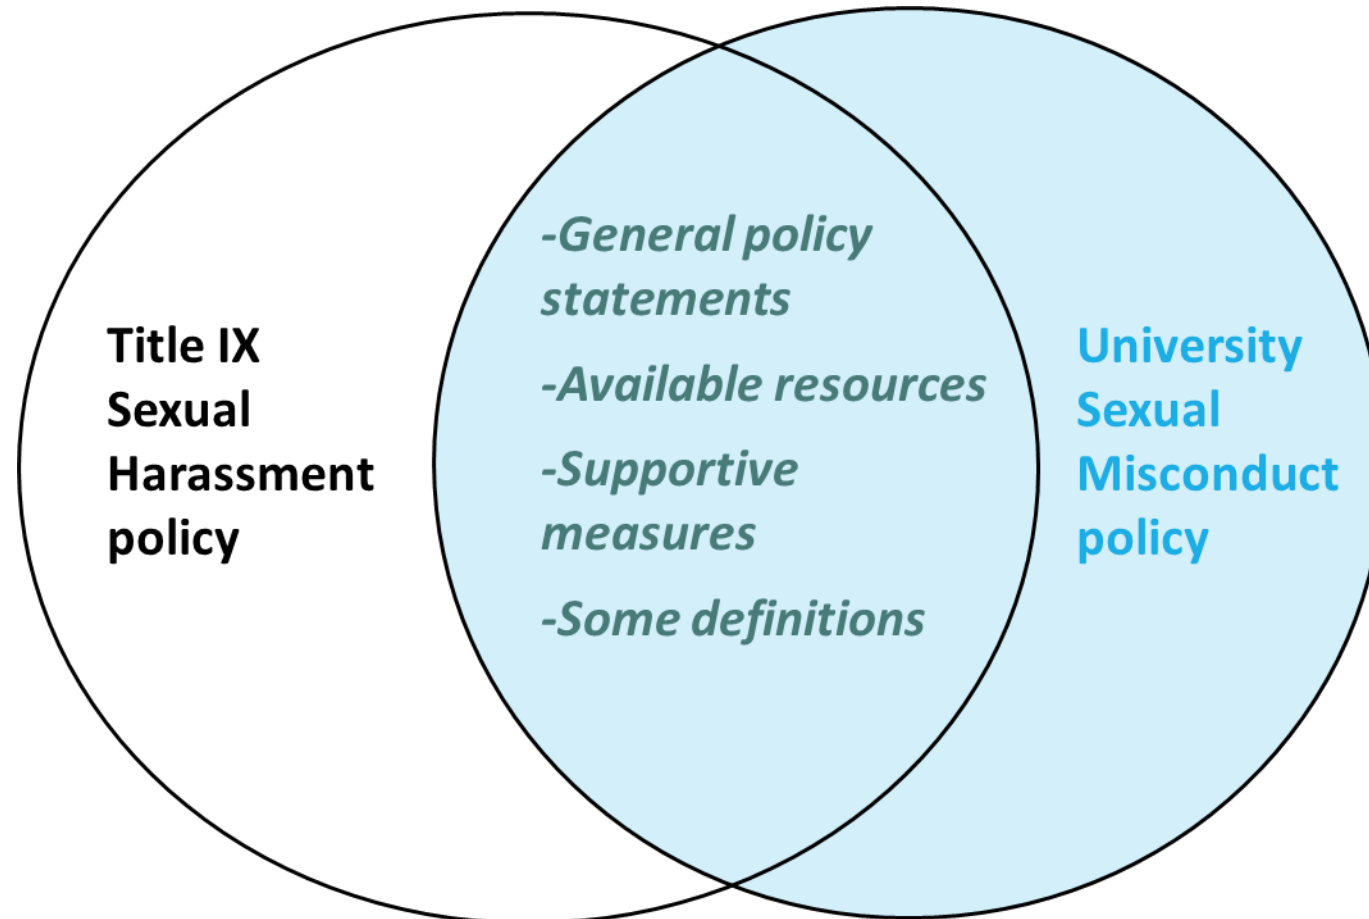 Title IX
Sexual
Harassment
policy
-General policy
statements
-Available resources
-Supportive
measures
-Some definitions
University
Sexual
Misconduct
policy